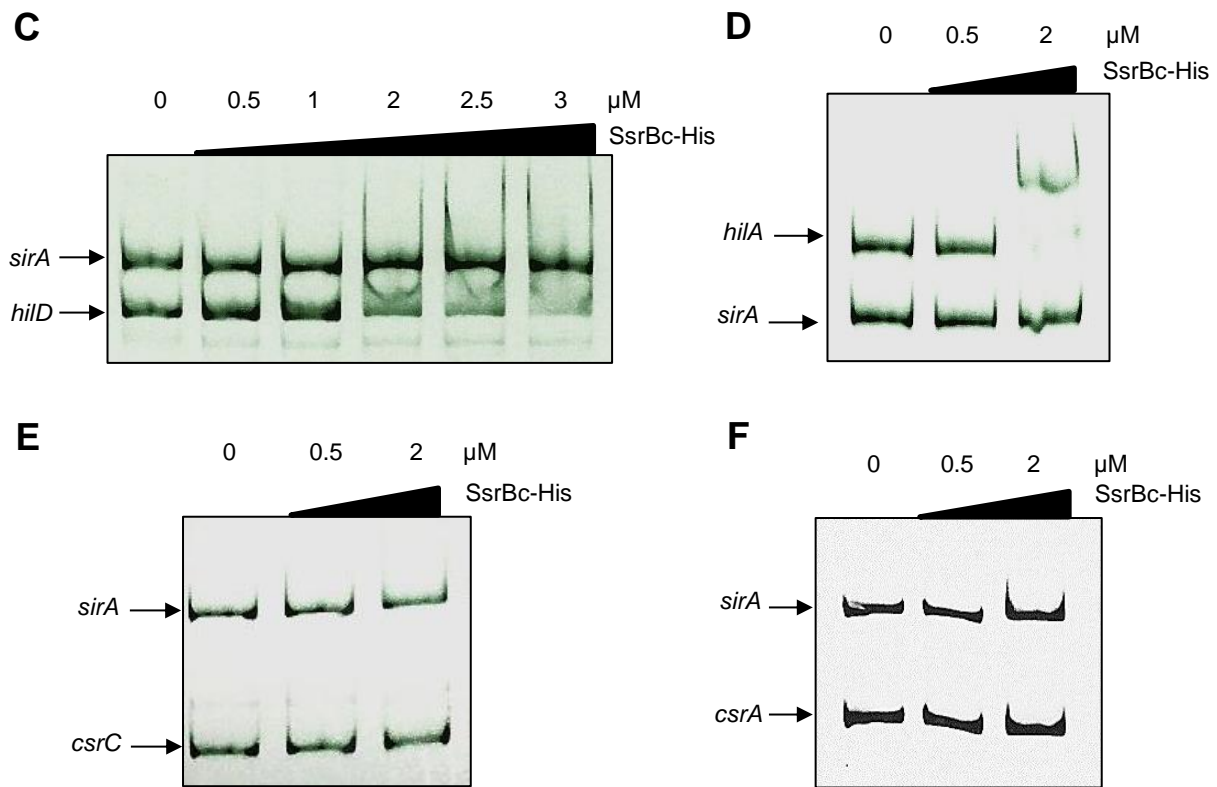 C
0 0.5 1 2 2.5 3 μM
SsrBc-His
sirA
hilD
D
0 0.5 2 μM
SsrBc-His
hilA
sirA
E
0 0.5 2 μM
SsrBc-His
sirA
csrC
F
0 0.5 2 μM
SsrBc-His
sirA
csrA